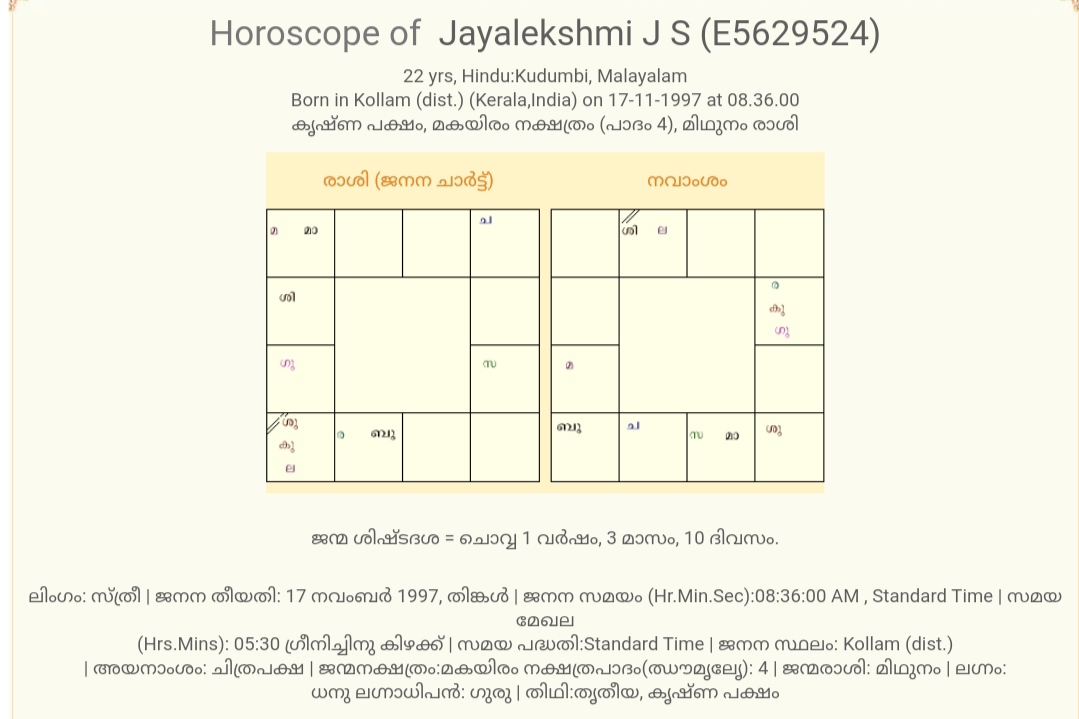 Horoscope of Jayalekshmi J S (E5629524)
22 yrs, Hindu:Kudumbi, Malayalam
Born in Kollam (dist.) (Kerala,India) on 17-11-1997 at 08.36.00
കൃഷ്ണ പക്ഷം, മകയിരം നക്ഷത്രം (പാദം 4), മിഥുനം രാശി
രാശി (ജനന ചാർട്ട്)
നവാംശം
മ മാ
ച
ശി
ഗു
സ
ശു
കു
ല
ര ബു
ശി ല
ര
കു
ഗു
മ
ബു
ച
സ മാ
ശു
ജന്മ ശിഷ്ടദശ = ചൊവ്വ 1 വർഷം, 3 മാസം, 10 ദിവസം.
ലിംഗം: സ്ത്രീ | ജനന തീയതി: 17 നവംബർ 1997, തിങ്കൾ | ജനന സമയം (Hr.Min.Sec):08:36:00 AM , Standard Time | സമയ
മേഖല
(Hrs.Mins): 05:30 ഗ്രീനിച്ചിനു കിഴക്ക് | സമയ പദ്ധതി:Standard Time | ജനന സ്ഥലം: Kollam (dist.)
| അയനാംശം: ചിത്രപക്ഷ | ജന്മനക്ഷത്രം:മകയിരം നക്ഷത്രപാദം(ഝൗമൃല്യേ): 4 | ജന്മരാശി: മിഥുനം | ലഗ്നം:
ധനു ലഗ്നാധിപൻ: ഗുരു | തിഥി:തൃതീയ, കൃഷ്ണ പക്ഷം